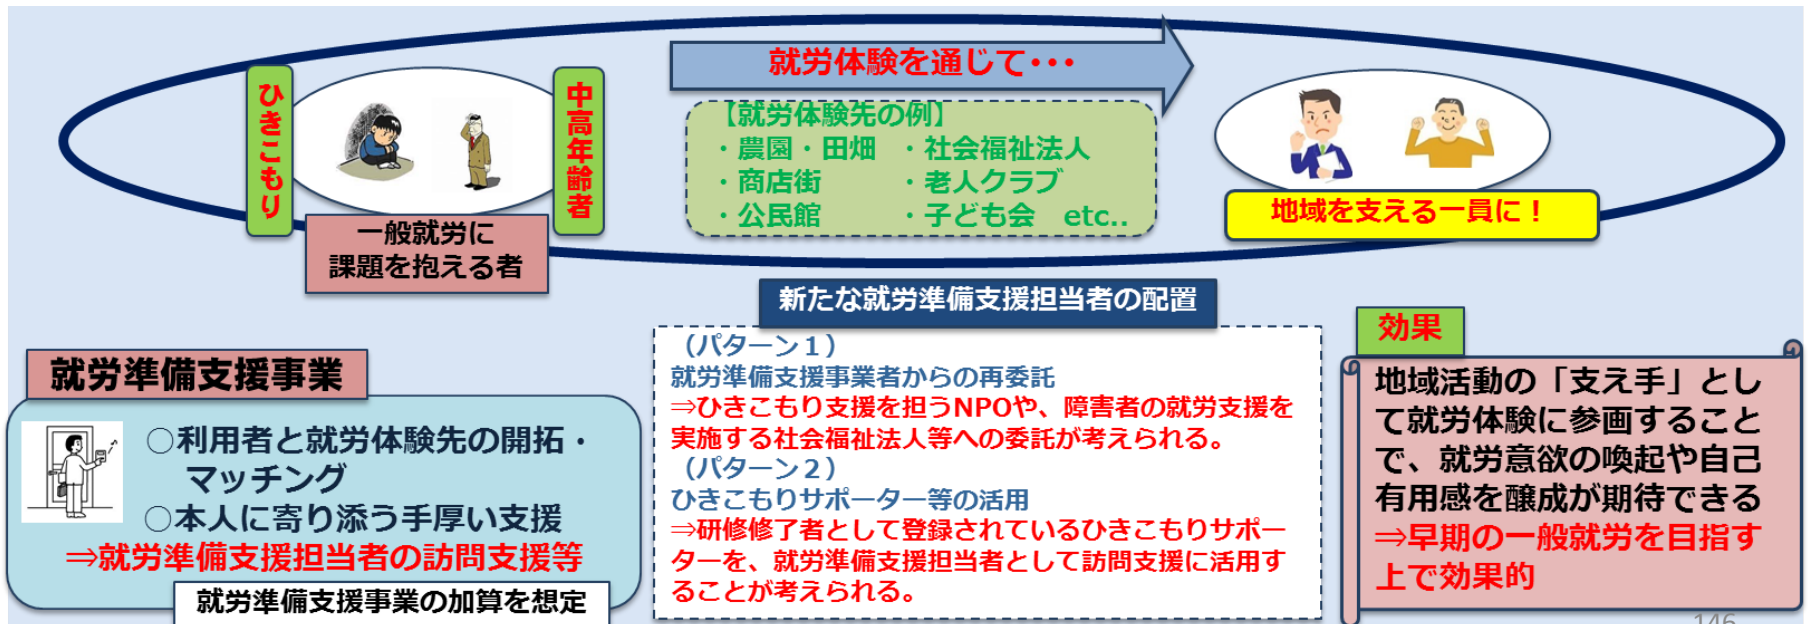 就労体験を通じて･･･
ひきこもり
中高年齢者
一般就労に
課題を抱える者
【就労体験先の例】
・農園・田畑　・社会福祉法人
・商店街　・老人クラブ
・公民館　・子ども会　etc..
地域を支える一員に！
新たな就労準備支援担当者の配置
就労準備支援事業
○利用者と就労体験先の開拓・
マッチング
○本人に寄り添う手厚い支援
⇒就労準備支援担当者の訪問支援等
就労準備支援事業の加算を想定
（パターン１）
就労準備支援事業者からの再委託
⇒ひきこもり支援を担うNPOや、障害者の就労支援を
実施する社会福祉法人等への委託が考えられる。
（パターン２）
ひきこもりサポーター等の活用
⇒研修修了者として登録されているひきこもりサポー
ターを、就労準備支援担当者として訪問支援に活用す
ることが考えられる。
効果
地域活動の「支え手」とし
て就労体験に参画すること
で、就労意欲の喚起や自己
有用感を醸成が期待できる
⇒早期の一般就労を目指す
上で効果的
146